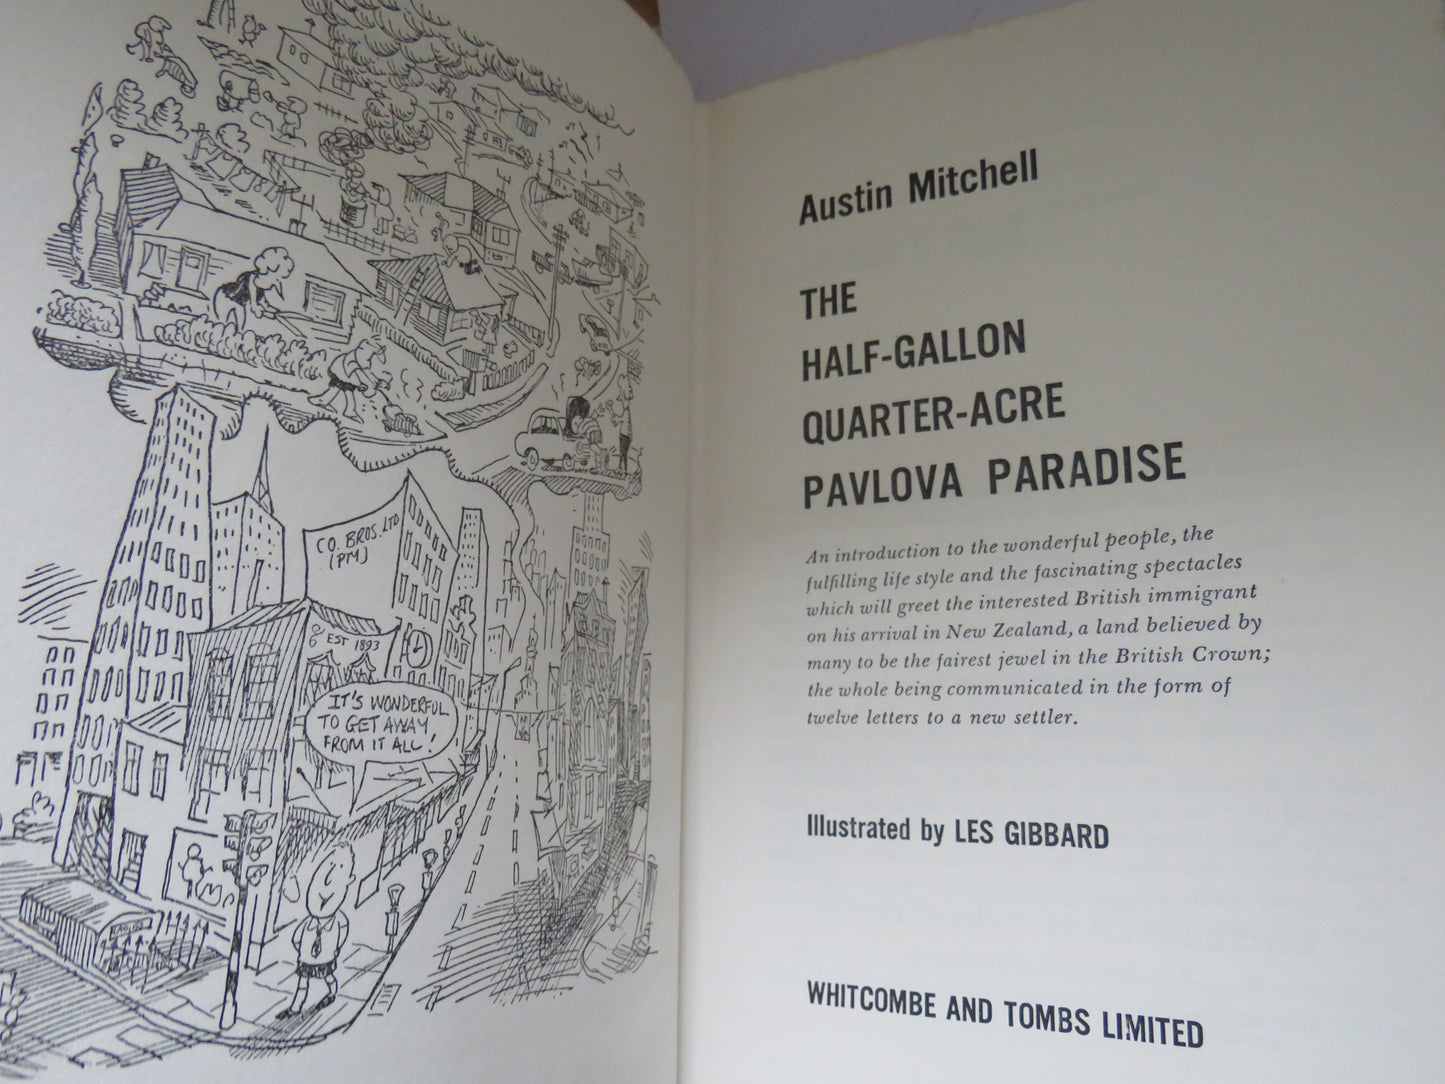 CO. BROS. LTD
(PTY)
EST 1893
IT'S WONDERFUL
TO GET AWAY
FROM IT ALL!
Austin Mitchell
THE
HALF-GALLON
QUARTER-ACRE
PAVLOVA PARADISE
An introduction to the wonderful people, the
fulfilling life style and the fascinating spectacles
which will greet the interested British immigrant
on his arrival in New Zealand, a land believed by
many to be the fairest jewel in the British Crown;
the whole being communicated in the form of
twelve letters to a new settler.
Illustrated by LES GIBBARD
WHITCOMBE AND TOMBS LIMITED